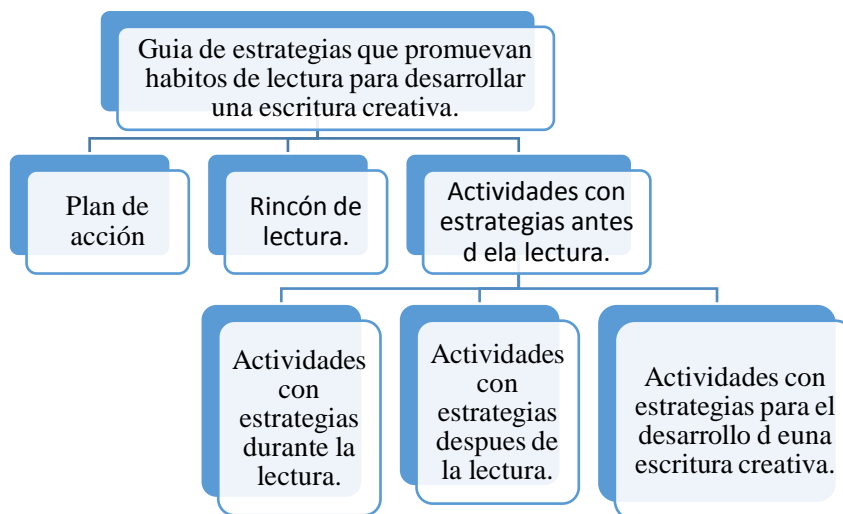 Guia de estrategias que promuevan
habitos de lectura para desarrollar
una escritura creativa.
Plan de
acción
Rincón de
lectura.
Actividades con
estrategias antes
d ela lectura.
Actividades
con
estrategias
durante la
lectura.
Actividades
con
estrategias
despues de
la lectura.
Actividades con
estrategias para el
desarrollo d euna
escritura creativa.